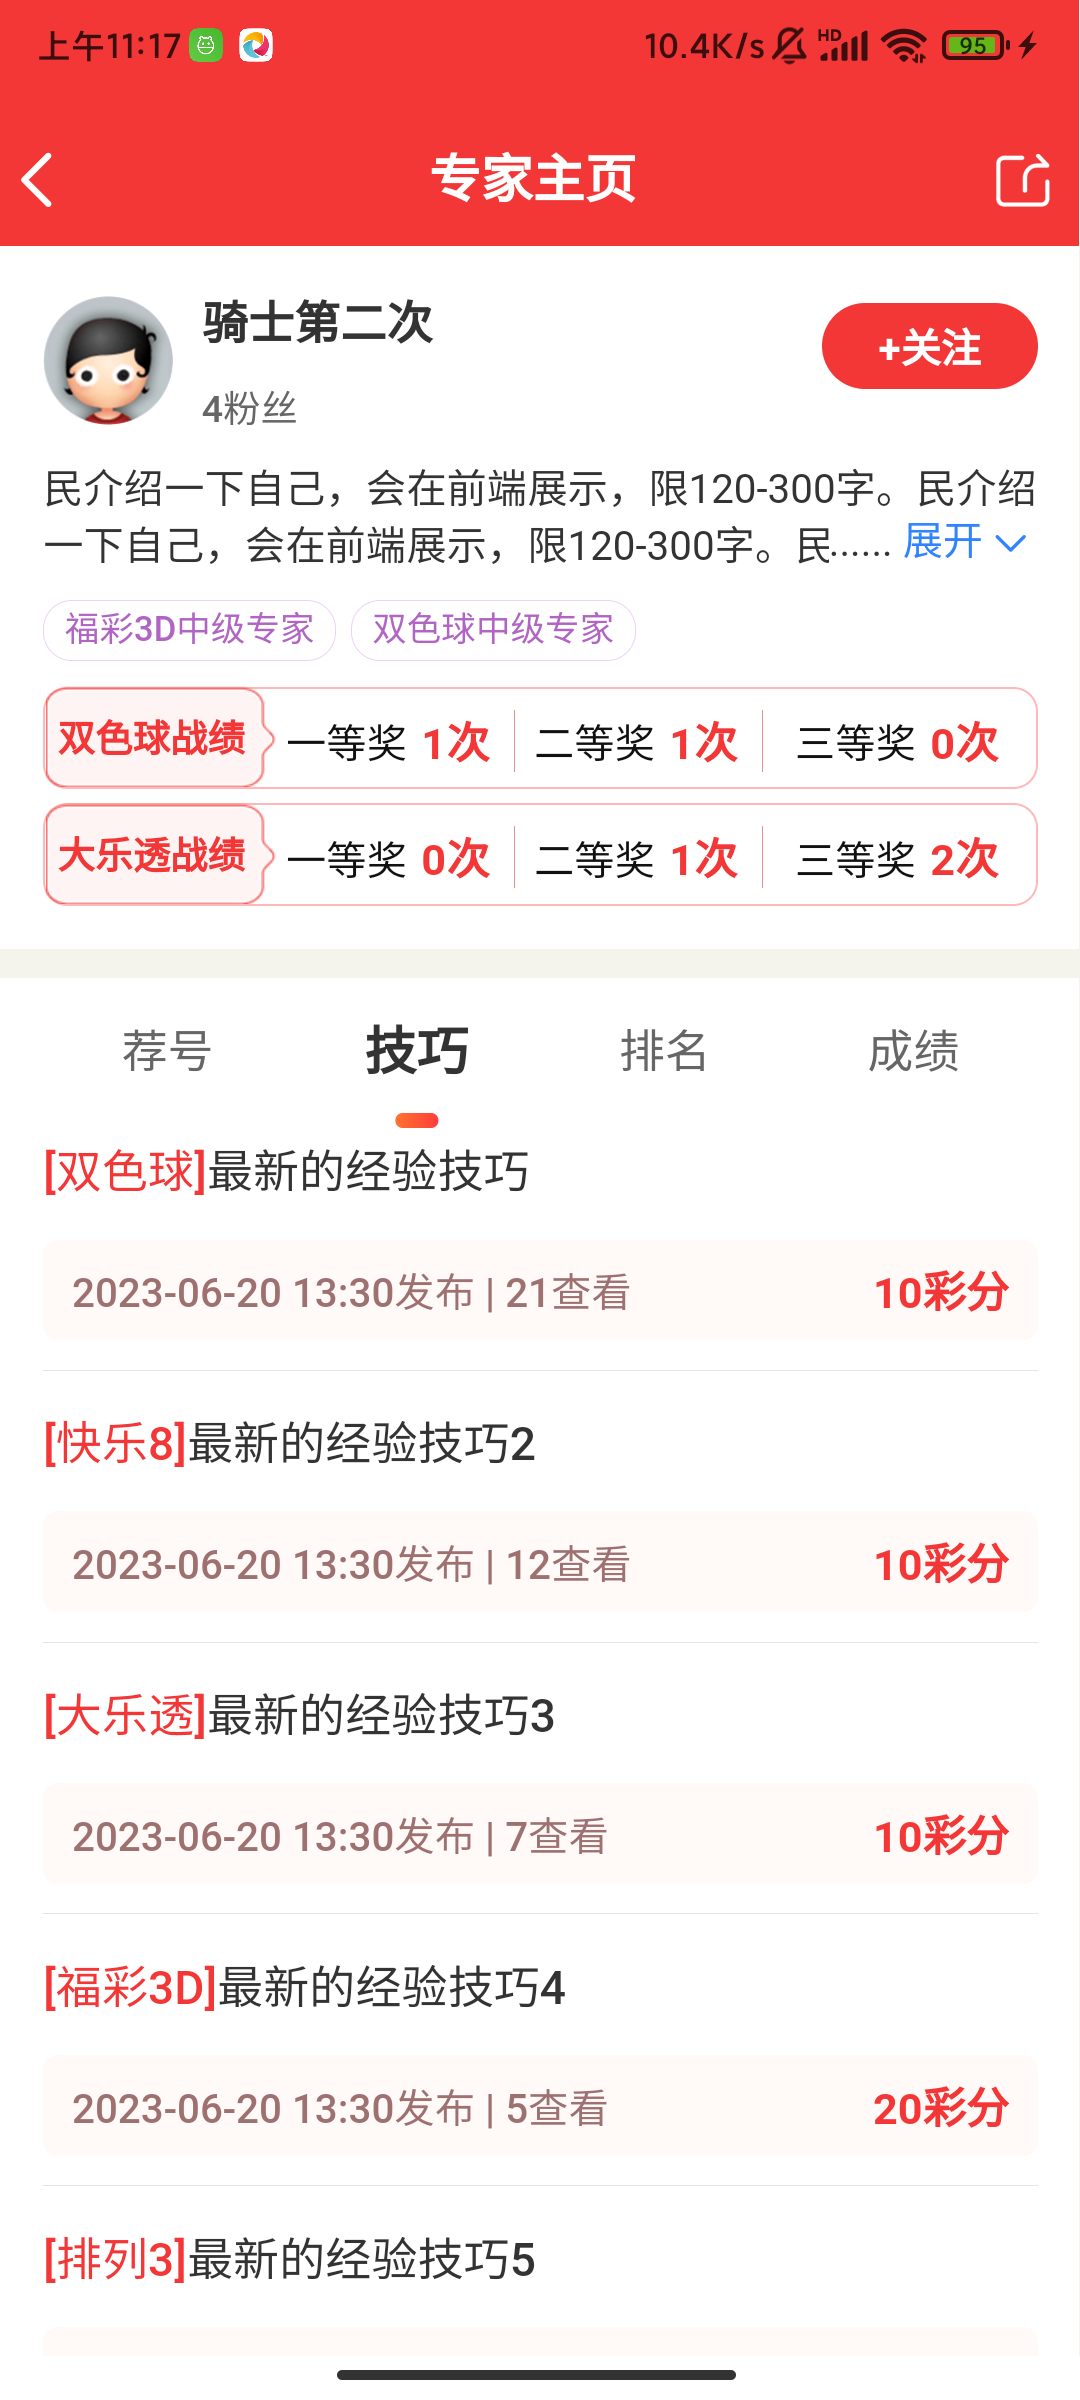 上午11:17
10.4K/s HD 95
专家主页
骑士第二次
+关注
4粉丝
民介绍一下自己，会在前端展示，限120-300字。民介绍
一下自己，会在前端展示，限120-300字。民...... 展开
福彩3D中级专家 双色球中级专家
双色球战绩 一等奖 1次 二等奖 1次 三等奖 0次
大乐透战绩 一等奖 0次 二等奖 1次 三等奖 2次
荐号 技巧 排名 成绩
[双色球]最新的经验技巧
2023-06-20 13:30发布 | 21查看 10彩分
[快乐8]最新的经验技巧2
2023-06-20 13:30发布 | 12查看 10彩分
[大乐透]最新的经验技巧3
2023-06-20 13:30发布 | 7查看 10彩分
[福彩3D]最新的经验技巧4
2023-06-20 13:30发布 | 5查看 20彩分
[排列3]最新的经验技巧5